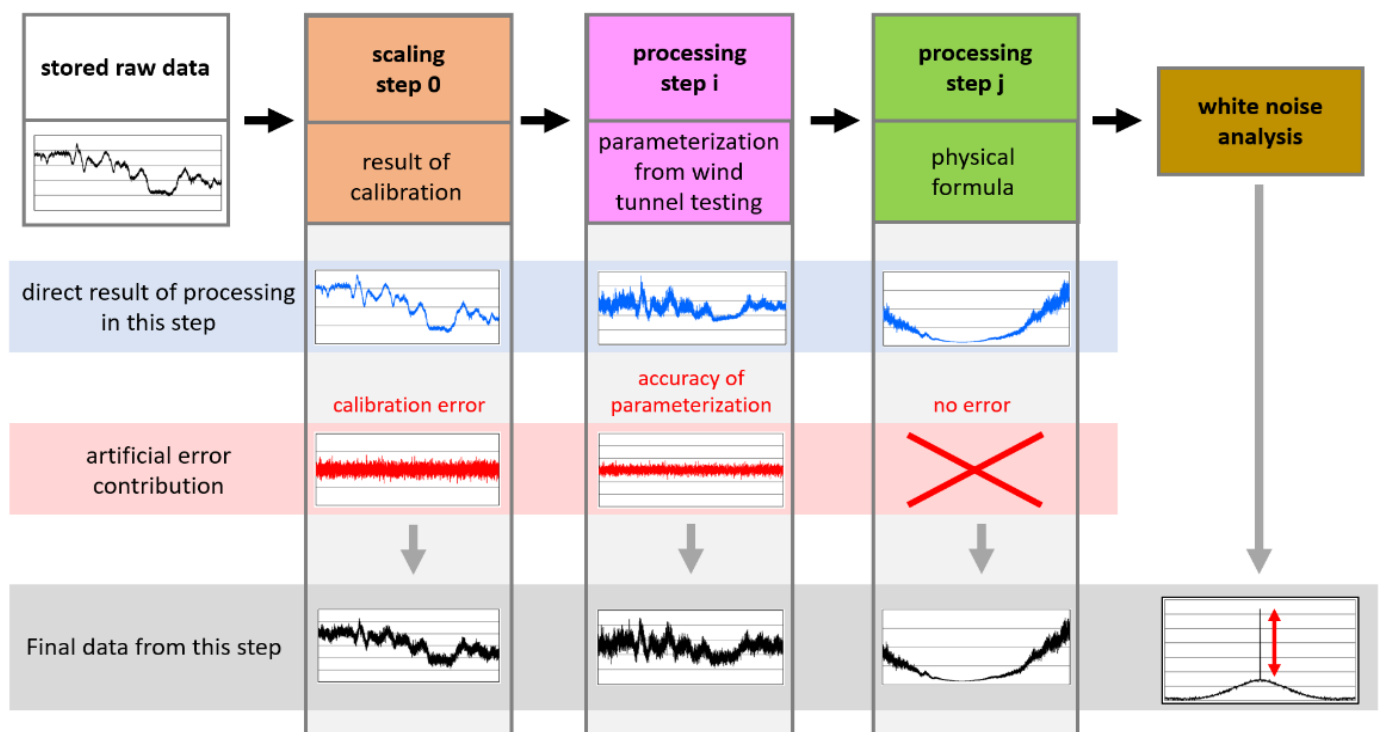 stored raw data
scaling
step 0
result of
calibration
processing
step i
parameterization
from wind
tunnel testing
processing
step j
physical
formula
white noise
analysis
direct result of processing
in this step
calibration error
accuracy of
parameterization
no error
artificial error
contribution
Final data from this step